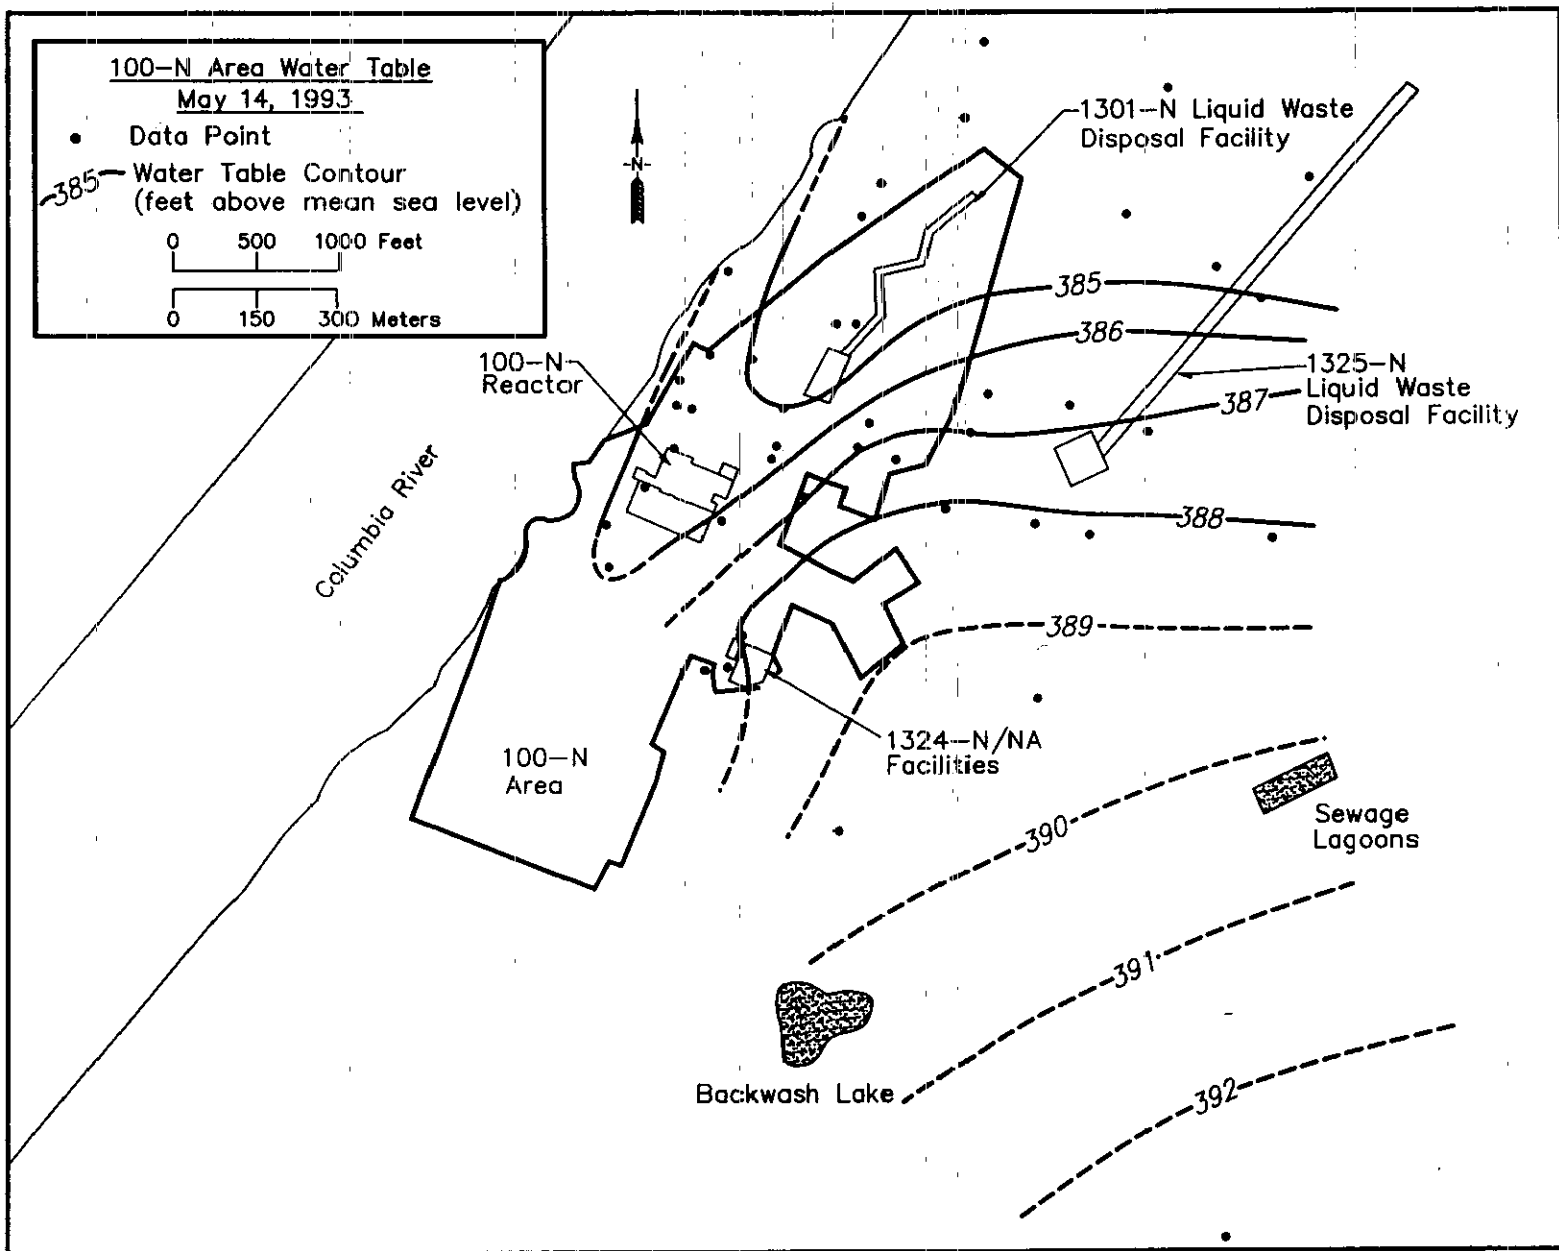 100-N Area Water Table
May 14, 1993
Data Point
385
Water Table Contour
(feet above mean sea level)
0 500 1000 Feet
0 150 300 Meters
-N-
1301-N Liquid Waste
Disposal Facility
100-N
Reactor
385
386
387
1325-N
Liquid Waste
Disposal Facility
Columbia River
388
389
1324-N/NA
Facilities
100-N
Area
390
Sewage
Lagoons
391
Backwash Lake
392